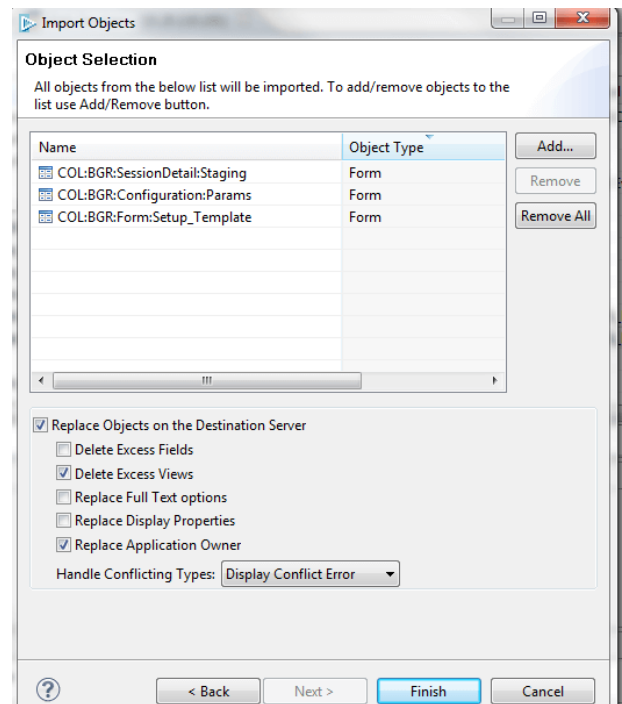 Import Objects
Object Selection
All objects from the below list will be imported. To add/remove objects to the
list use Add/Remove button.
Name Object Type Add...
COL:BGR:SessionDetail:Staging Form Remove
COL:BGR:Configuration:Params Form
COL:BGR:Form:Setup_Template Form Remove All
Replace Objects on the Destination Server
Delete Excess Fields
Delete Excess Views
Replace Full Text options
Replace Display Properties
Replace Application Owner
Handle Conflicting Types: Display Conflict Error
? < Back Next > Finish Cancel